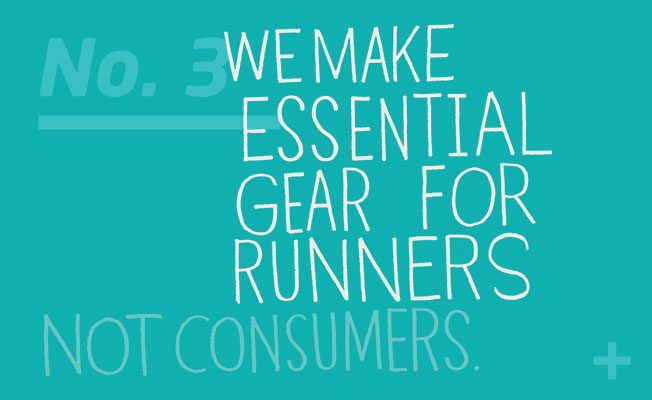 No. 3
WE MAKE
ESSENTIAL
GEAR FOR
RUNNERS
NOT CONSUMERS.
+